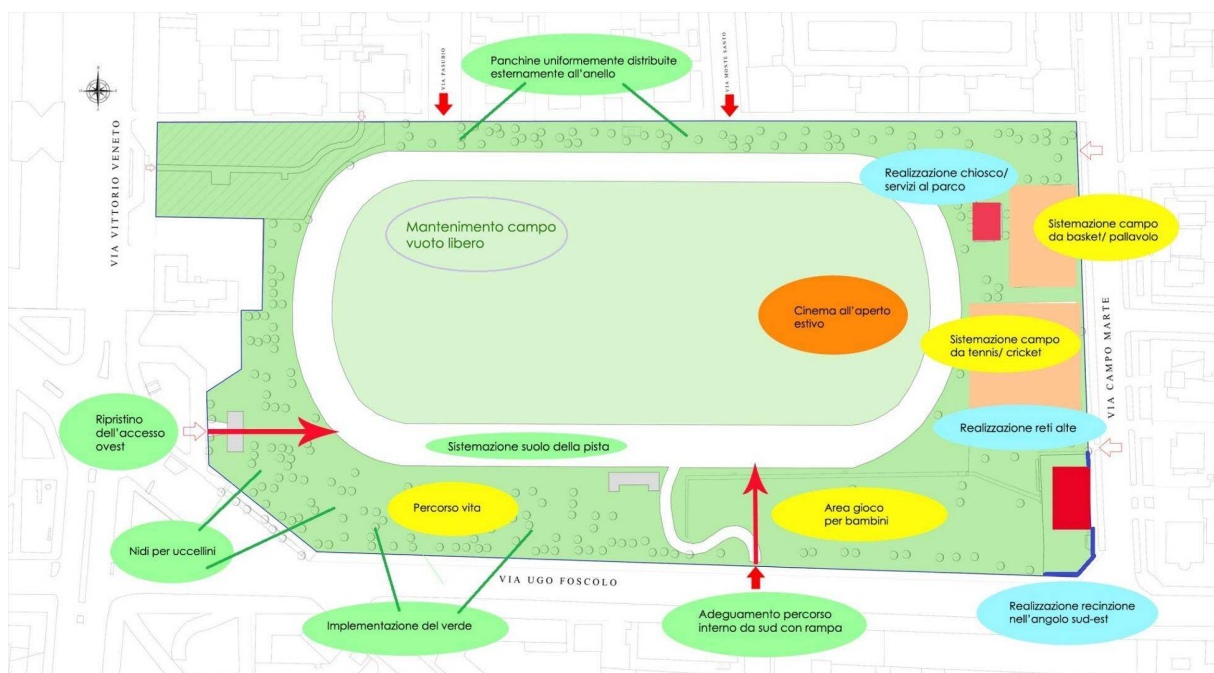 Panchine uniformemente distribuite
esternamente all'anello
VIA PASUBIO
VIA MONTE SANTO
VIA VITTORIO VENETO
Realizzazione chiosco/
servizi al parco
Mantenimento campo
vuoto libero
Sistemazione campo
da basket/ pallavolo
Cinema all'aperto
estivo
Sistemazione campo
da tennis/ cricket
VIA CAMPO MARTE
Ripristino
dell'accesso
ovest
Sistemazione suolo della pista
Realizzazione reti alte
Percorso vita
Area gioco
per bambini
Nidi per uccellini
VIA UGO FOSCOLO
Implementazione del verde
Adeguamento percorso
interno da sud con rampa
Realizzazione recinzione
nell'angolo sud-est